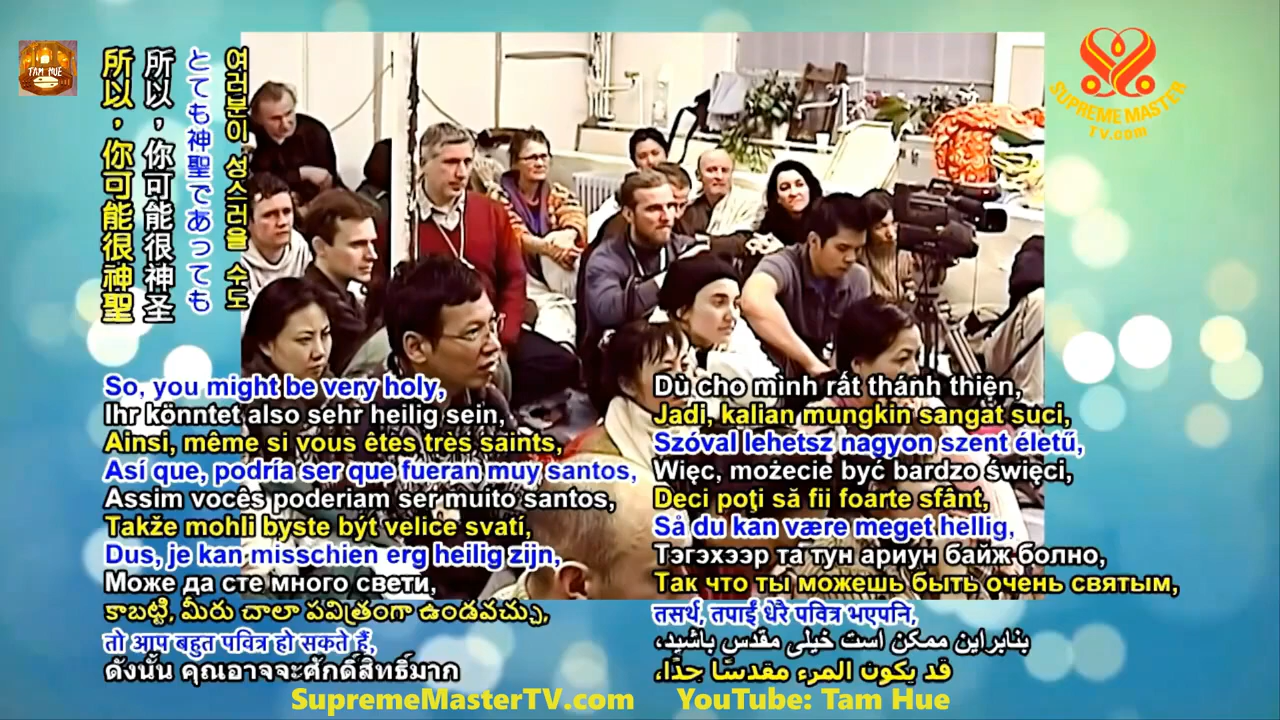 TAM HUE
所以，你可能很神聖
所以，你可能很神圣
とても神聖であっても
여러분이 성스러울 수도
SUPREME MASTER
TV.com
So, you might be very holy,
Ihr könntet also sehr heilig sein,
Ainsi, même si vous êtes très saints,
Así que, podría ser que fueran muy santos,
Assim vocês poderiam ser muito santos,
Takže mohli byste být velice svatí,
Dus, je kan misschien erg heilig zijn,
Може да сте много свети,
కాబట్టి, మీరు చాలా పవిత్రంగా ఉండవచ్చు,
तो आप बहुत पवित्र हो सकते हैं,
ดังนั้น คุณอาจจะศักดิ์สิทธิ์มาก
Dù cho mình rất thánh thiện,
Jadi, kalian mungkin sangat suci,
Szóval lehetsz nagyon szent életű,
Więc, możecie być bardzo święci,
Deci poţi să fii foarte sfânt,
Så du kan være meget hellig,
Тэгэхээр та тун ариун байж болно,
Так что ты можешь быть очень святым,
तसर्थ, तपाईं धेरै पवित्र भएपनि,
بنابراین ممکن است خیلی مقدس باشید،
قد يكون المرء مقدسًا جدًا،
SupremeMasterTV.com YouTube: Tam Hue